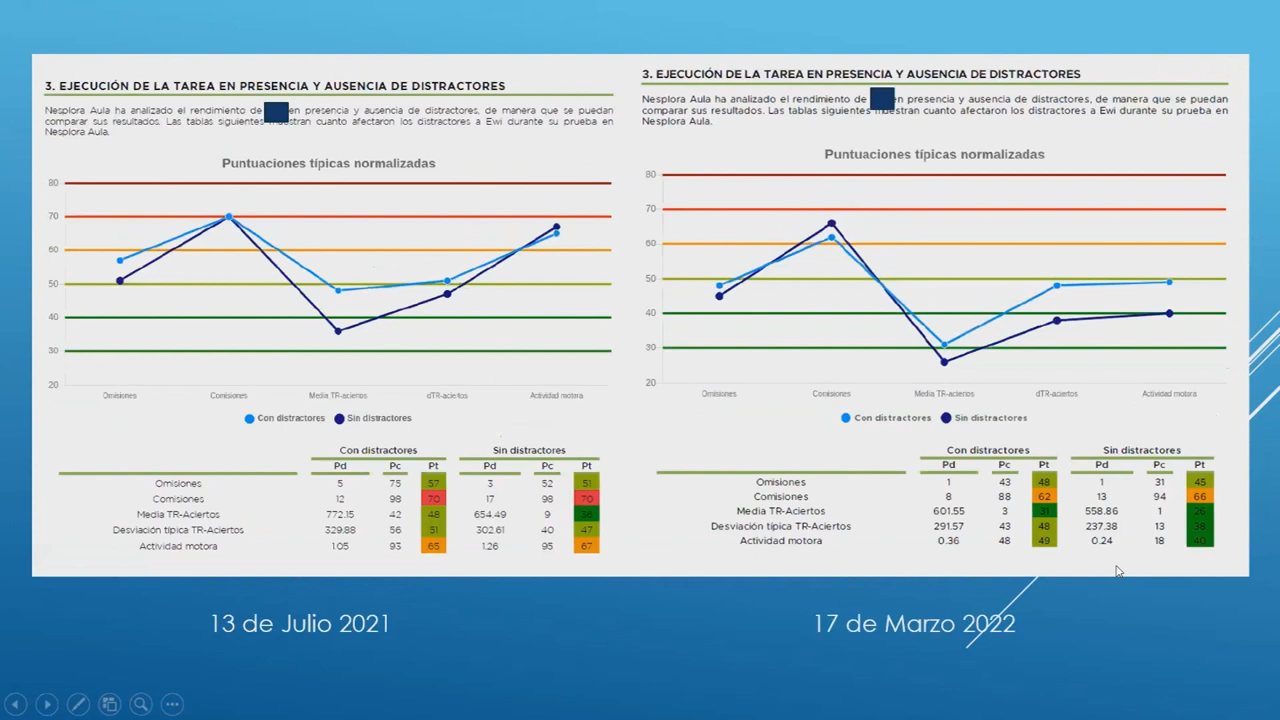 3. EJECUCIÓN DE LA TAREA EN PRESENCIA Y AUSENCIA DE DISTRACTORES
Nesplora Aula ha analizado el rendimiento de en presencia y ausencia de distractores, de manera que se puedan
comparar sus resultados. Las tablas siguientes muestran cuanto afectaron los distractores a Ewi durante su prueba en
Nesplora Aula.
Puntuaciones típicas normalizadas
80
70
60
50
40
30
20
Omisiones Comisiones Media TR-aciertos dTR-aciertos Actividad motora
Con distractores Sin distractores
Con distractores Sin distractores
Pd Pc Pt Pd Pc Pt
Omisiones 5 75 57 3 52 51
Comisiones 12 98 70 17 98 70
Media TR-Aciertos 772.15 42 48 654.49 9 36
Desviación típica TR-Aciertos 329.88 56 51 302.61 40 47
Actividad motora 1.05 93 65 1.26 95 67
13 de Julio 2021
3. EJECUCIÓN DE LA TAREA EN PRESENCIA Y AUSENCIA DE DISTRACTORES
Nesplora Aula ha analizado el rendimiento de en presencia y ausencia de distractores, de manera que se puedan
comparar sus resultados. Las tablas siguientes muestran cuanto afectaron los distractores a Ewi durante su prueba en
Nesplora Aula.
Puntuaciones típicas normalizadas
80
70
60
50
40
30
20
Omisiones Comisiones Media TR-aciertos dTR-aciertos Actividad motora
Con distractores Sin distractores
Con distractores Sin distractores
Pd Pc Pt Pd Pc Pt
Omisiones 1 43 48 1 31 45
Comisiones 8 88 62 13 94 66
Media TR-Aciertos 601.55 3 31 558.86 1 26
Desviación típica TR-Aciertos 291.57 43 48 237.38 13 38
Actividad motora 0.36 48 49 0.24 18 40
17 de Marzo 2022